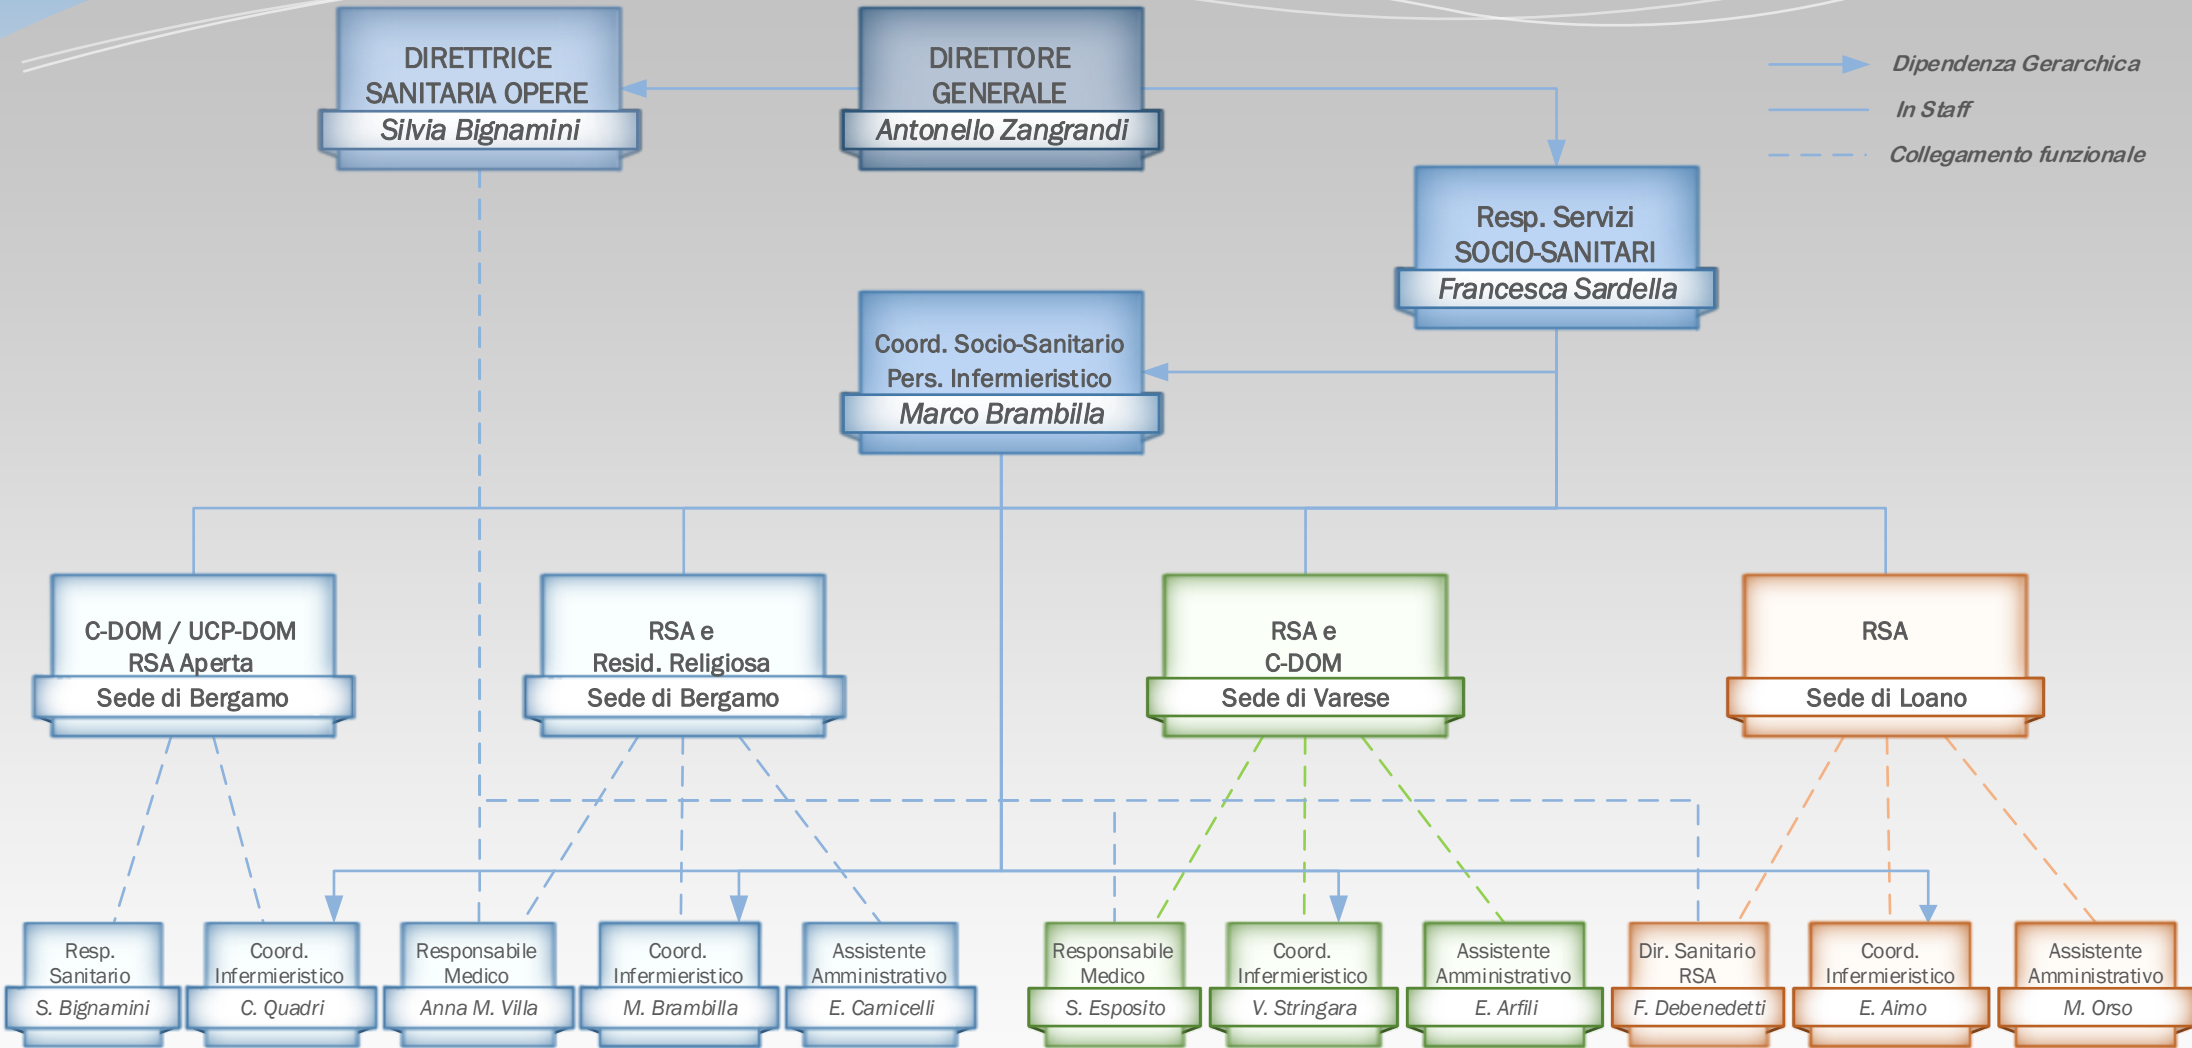 DIRETTRICE
SANITARIA OPERE
Silvia Bignamini
DIRETTORE
GENERALE
Antonello Zangrandi
Dipendenza Gerarchica
In Staff
Collegamento funzionale
Resp. Servizi
SOCIO-SANITARI
Francesca Sardella
Coord. Socio-Sanitario
Pers. Infermieristico
Marco Brambilla
C-DOM / UCP-DOM
RSA Aperta
Sede di Bergamo
RSA e
Resid. Religiosa
Sede di Bergamo
RSA e
C-DOM
Sede di Varese
RSA
Sede di Loano
Resp.
Sanitario
S. Bignamini
Coord.
Infermieristico
C. Quadri
Responsabile
Medico
Anna M. Villa
Coord.
Infermieristico
M. Brambilla
Assistente
Amministrativo
E. Carnicelli
Responsabile
Medico
S. Esposito
Coord.
Infermieristico
V. Stringara
Assistente
Amministrativo
E. Arfili
Dir. Sanitario
RSA
F. Debenedetti
Coord.
Infermieristico
E. Aimo
Assistente
Amministrativo
M. Orso